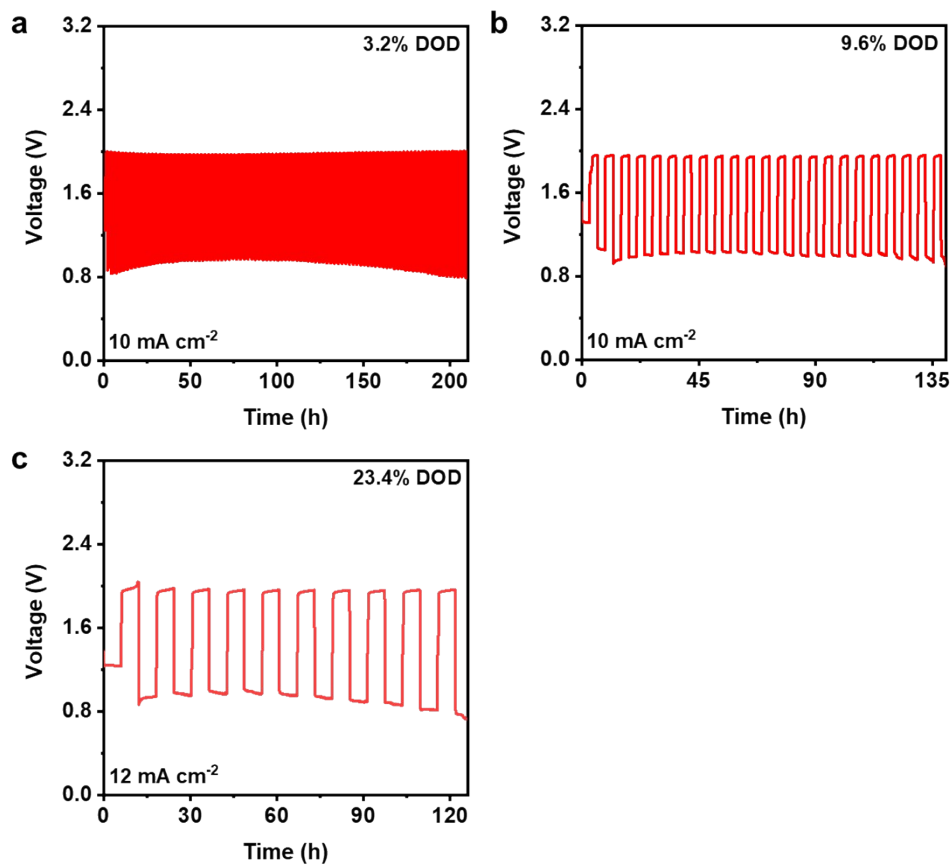 a
3.2% DOD
3.2
2.4
1.6
0.8
0.0
Voltage (V)
10 mA cm-2
0
50
100
150
200
Time (h)
b
9.6% DOD
3.2
2.4
1.6
0.8
0.0
Voltage (V)
10 mA cm-2
0
45
90
135
Time (h)
c
23.4% DOD
3.2
2.4
1.6
0.8
0.0
Voltage (V)
12 mA cm-2
0
30
60
90
120
Time (h)